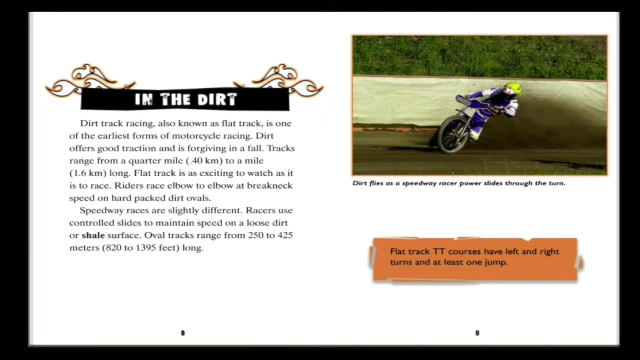 IN THE DIRT
Dirt track racing, also known as flat track, is one
of the earliest forms of motorcycle racing. Dirt
offers good traction and is forgiving in a fall. Tracks
range from a quarter mile (.40 km) to a mile
(1.6 km) long. Flat track is as exciting to watch as it
is to race. Riders race elbow to elbow at breakneck
speed on hard packed dirt ovals.
Speedway races are slightly different. Racers use
controlled slides to maintain speed on a loose dirt
or shale surface. Oval tracks range from 250 to 425
meters (820 to 1395 feet) long.
8
Dirt flies as a speedway racer power slides through the turn.
Flat track TT courses have left and right
turns and at least one jump.
9